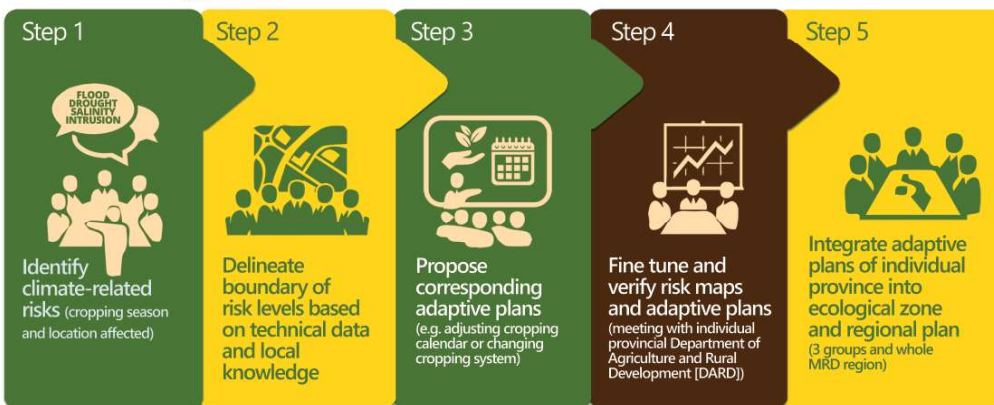 Step 1
FLOOD
DROUGHT
SALINITY
INTRUSION
Identify
climate-related
risks (cropping season
and location affected)
Step 2
Delineate
boundary of
risk levels based
on technical data
and local
knowledge
Step 3
Propose
corresponding
adaptive plans
(e.g. adjusting cropping
calendar or changing
cropping system)
Step 4
Fine tune and
verify risk maps
and adaptive plans
(meeting with individual
provincial Department of
Agriculture and Rural
Development [DARD])
Step 5
Integrate adaptive
plans of individual
province into
ecological zone
and regional plan
(3 groups and whole
MRD region)